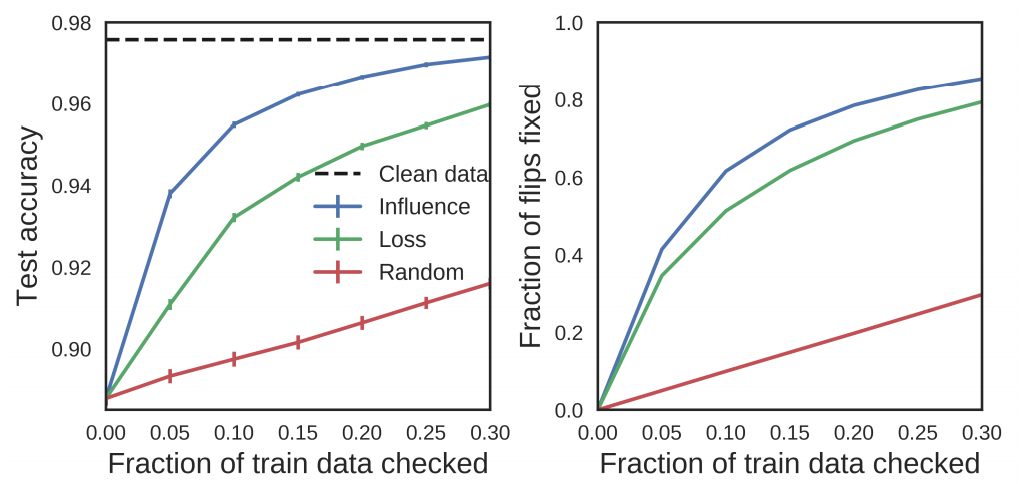 Test accuracy
0.98
0.96
0.94
0.92
0.90
Clean data
Influence
Loss
Random
0.00 0.05 0.10 0.15 0.20 0.25 0.30
Fraction of train data checked
Fraction of flips fixed
1.0
0.8
0.6
0.4
0.2
0.0
0.00 0.05 0.10 0.15 0.20 0.25 0.30
Fraction of train data checked